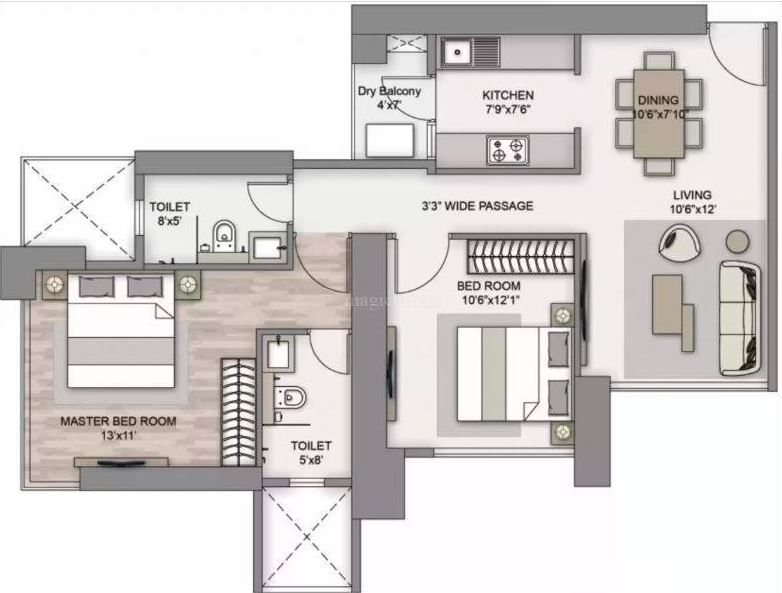 Dry Balcony
4'x7'
KITCHEN
7'9"x7'6"
DINING
10'6"x7'10"
TOILET
8'x5'
3'3" WIDE PASSAGE
LIVING
10'6"x12'
BED ROOM
10'6"x12'1"
MASTER BED ROOM
13'x11'
TOILET
5'x8'